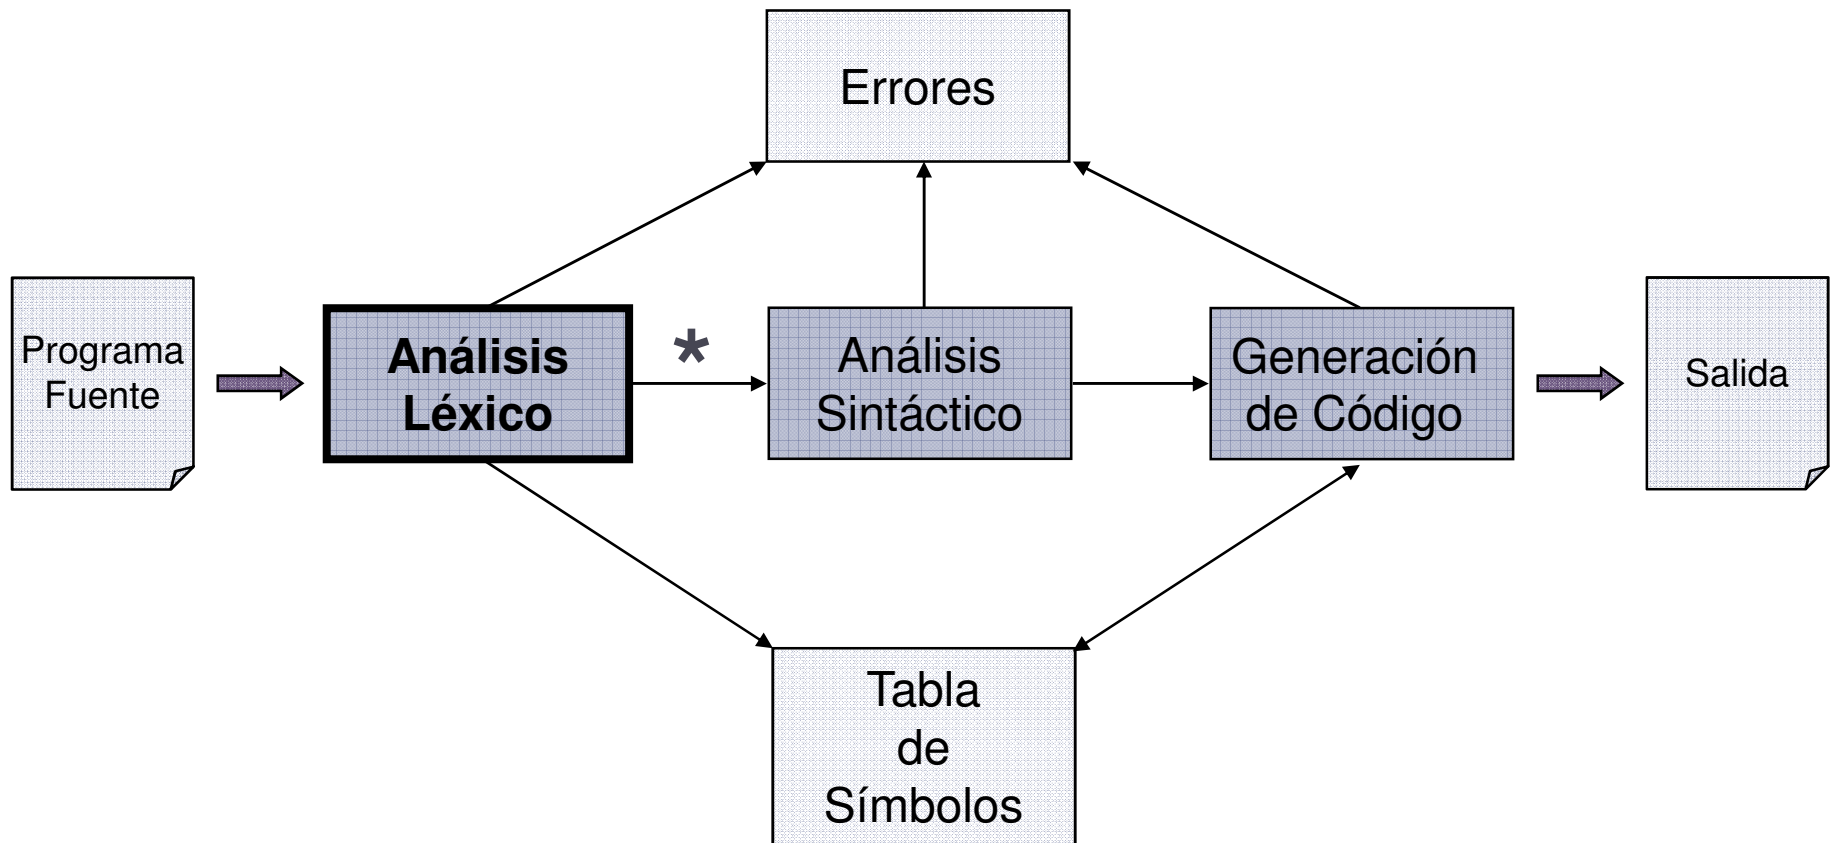 Errores
Programa
Fuente
Análisis
Léxico
*
Análisis
Sintáctico
Generación
de Código
Salida
Tabla
de
Símbolos